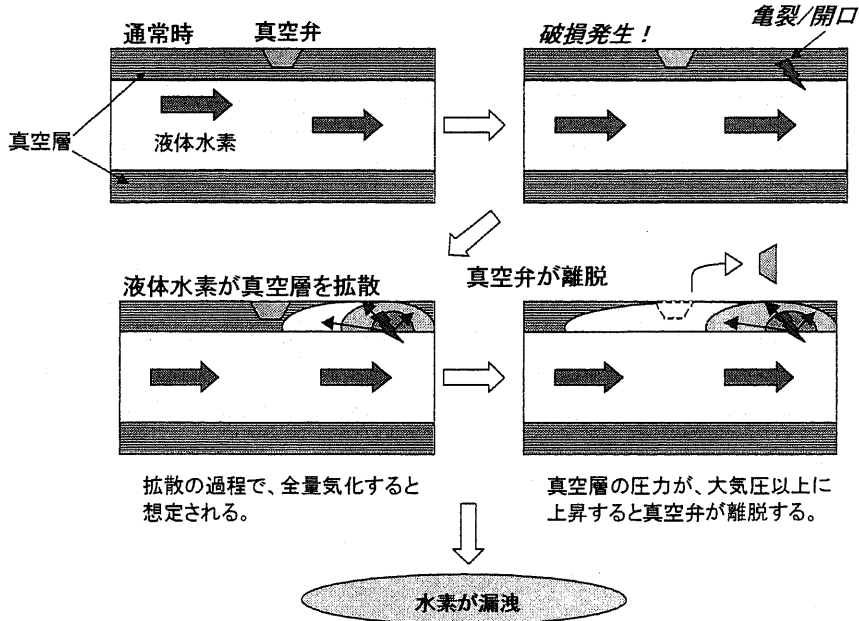 通常時
真空弁
真空層
液体水素
破損発生！
亀裂/開口
液体水素が真空層を拡散
真空弁が離脱
拡散の過程で、全量気化すると
想定される。
真空層の圧力が、大気圧以上に
上昇すると真空弁が離脱する。
水素が漏洩